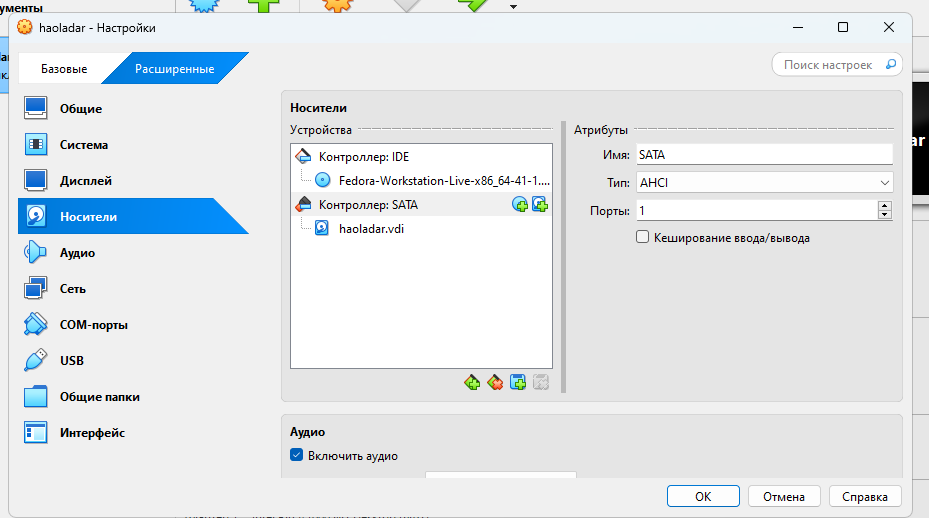 ументы
haoladar - Настройки
Базовые
Расширенные
Поиск настроек
Общие
Система
Дисплей
Носители
Аудио
Сеть
COM-порты
USB
Общие папки
Интерфейс
Носители
Устройства
Контроллер: IDE
Fedora-Workstation-Live-x86_64-41-1....
Контроллер: SATA
haoladar.vdi
Атрибуты
Имя: SATA
Тип: AHCI
Порты: 1
Кеширование ввода/вывода
Аудио
Включить аудио
OK
Отмена
Справка
ar